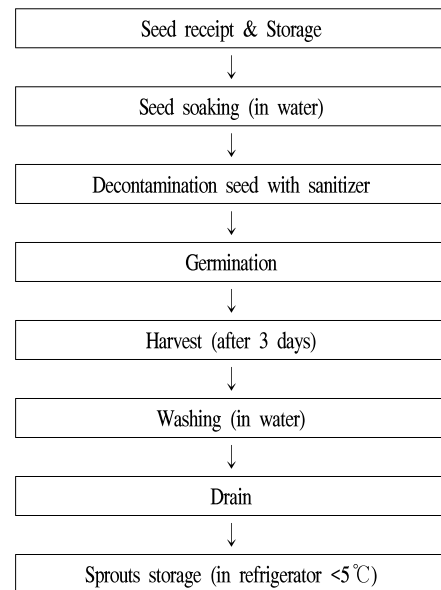 Seed receipt & Storage
Seed soaking (in water)
Decontamination seed with sanitizer
Germination
Harvest (after 3 days)
Washing (in water)
Drain
Sprouts storage (in refrigerator <5℃)